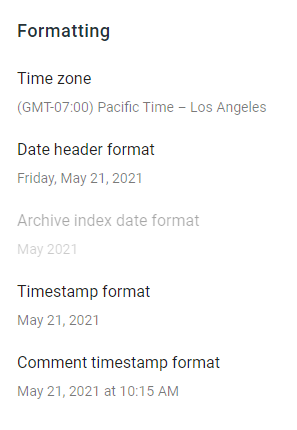 Formatting
Time zone
(GMT-07:00) Pacific Time – Los Angeles
Date header format
Friday, May 21, 2021
Archive index date format
May 2021
Timestamp format
May 21, 2021
Comment timestamp format
May 21, 2021 at 10:15 AM